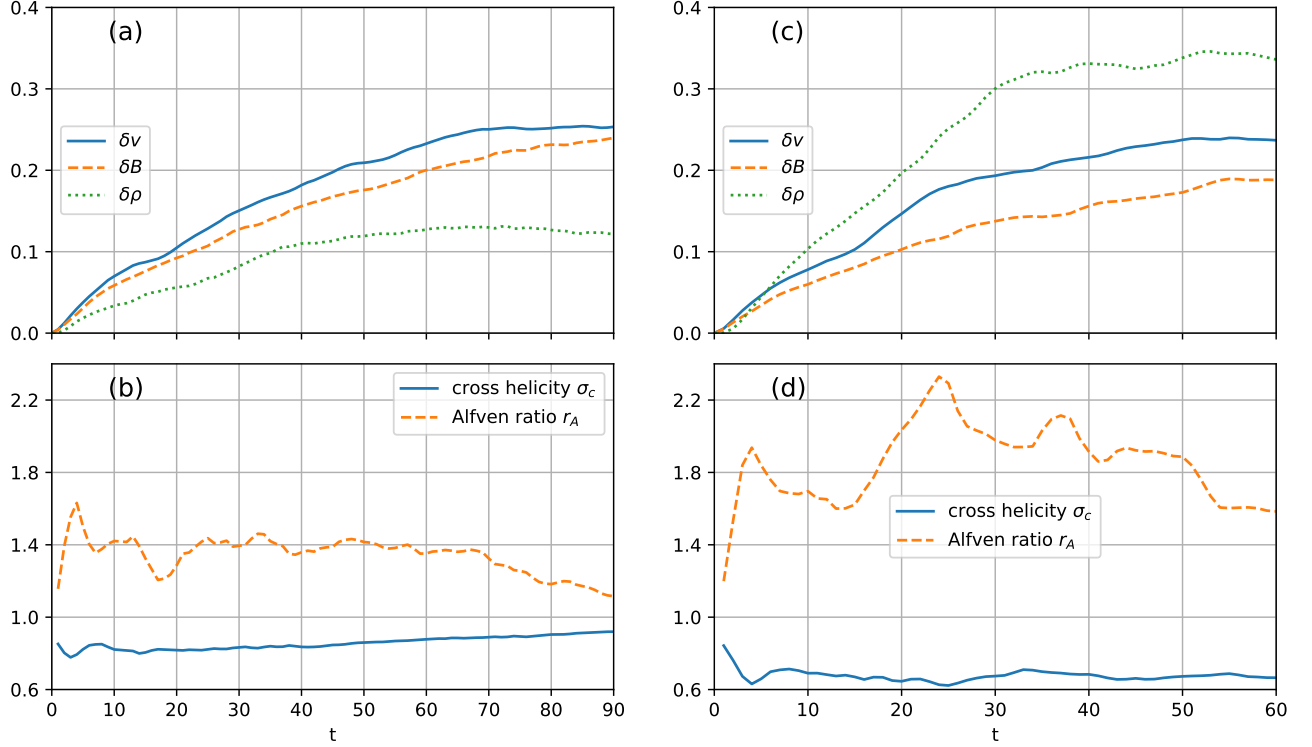 0.4
0.3
0.2
0.1
0.0
(a)
δv
δB
δρ
0.4
0.3
0.2
0.1
0.0
(c)
δv
δB
δρ
2.2
1.8
1.4
1.0
0.6
(b)
cross helicity σc
Alfven ratio rA
0 10 20 30 40 50 60 70 80 90
t
2.2
1.8
1.4
1.0
0.6
(d)
cross helicity σc
Alfven ratio rA
0 10 20 30 40 50 60
t